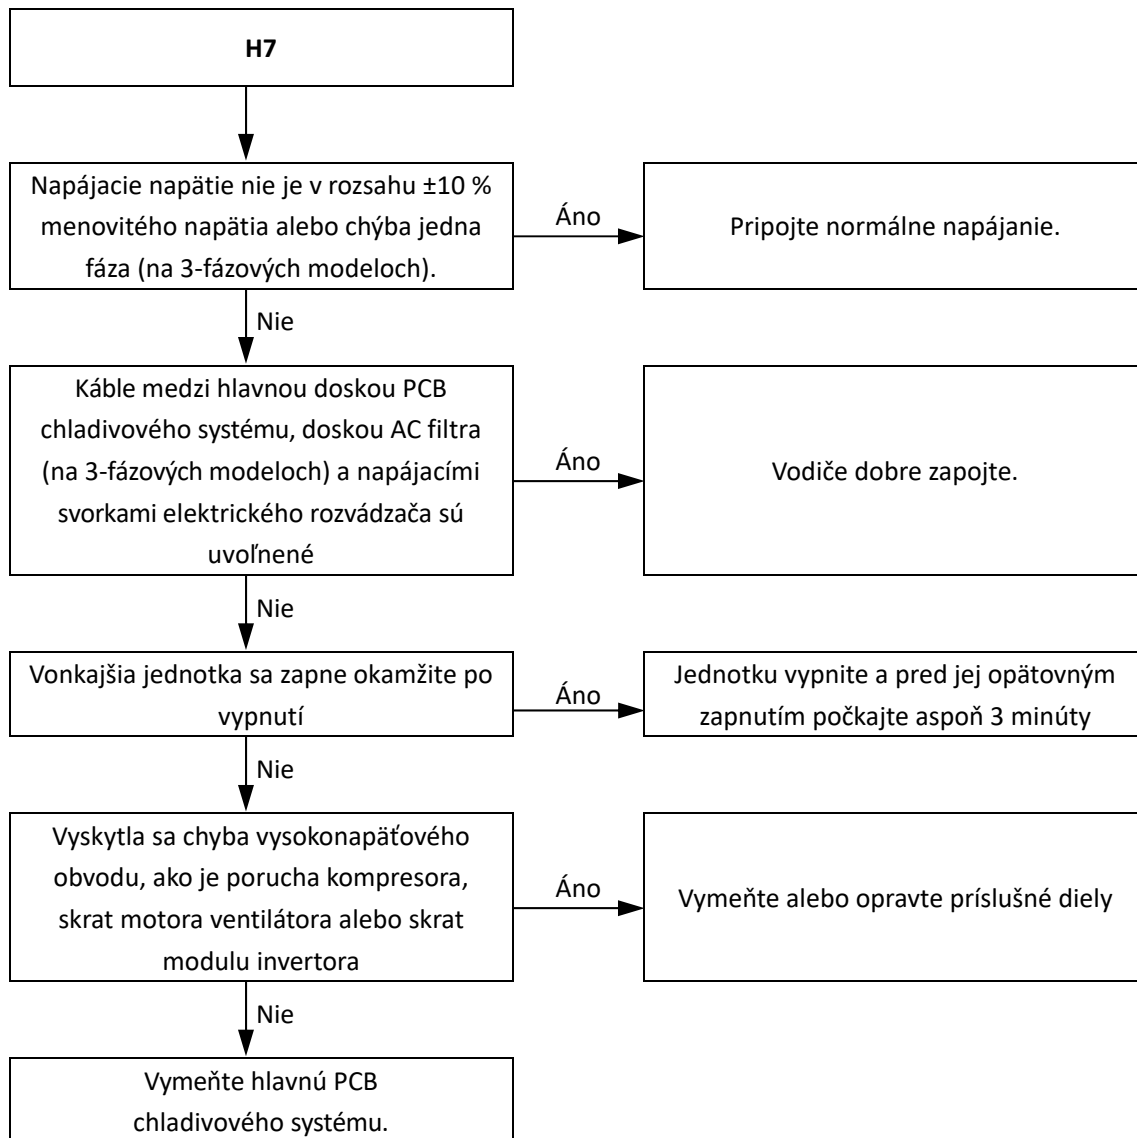 H7
Napájacie napätie nie je v rozsahu ±10 %
menovitého napätia alebo chýba jedna
fáza (na 3-fázových modeloch).
Áno
Pripojte normálne napájanie.
Nie
Káble medzi hlavnou doskou PCB
chladivového systému, doskou AC filtra
(na 3-fázových modeloch) a napájacími
svorkami elektrického rozvádzača sú
uvoľnené
Áno
Vodiče dobre zapojte.
Nie
Vonkajšia jednotka sa zapne okamžite po
vypnutí
Áno
Jednotku vypnite a pred jej opätovným
zapnutím počkajte aspoň 3 minúty
Nie
Vyskytla sa chyba vysokonapäťového
obvodu, ako je porucha kompresora,
skrat motora ventilátora alebo skrat
modulu invertora
Áno
Vymeňte alebo opravte príslušné diely
Nie
Vymeňte hlavnú PCB
chladivového systému.